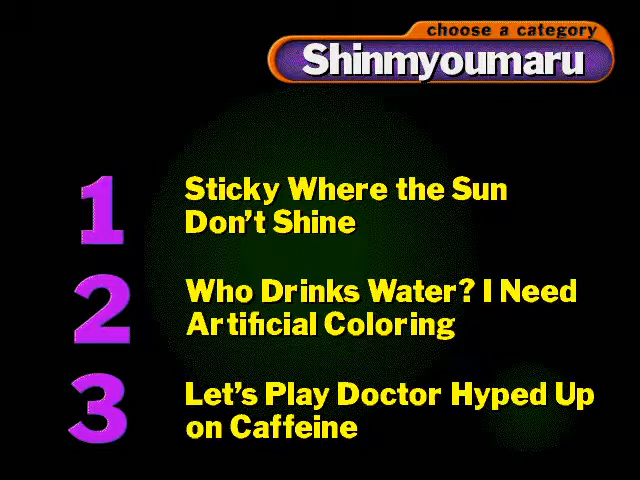 choose a category
Shinmyoumaru
1 Sticky Where the Sun
Don't Shine
2 Who Drinks Water? I Need
Artificial Coloring
3 Let's Play Doctor Hyped Up
on Caffeine